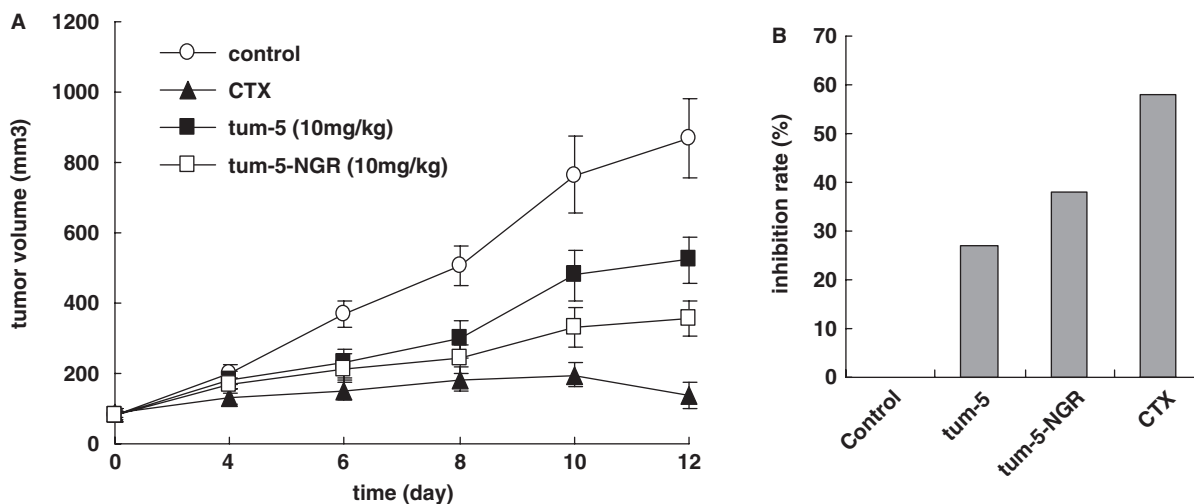 A
tumor volume (mm3)
1200
1000
800
600
400
200
0
control
CTX
tum-5 (10mg/kg)
tum-5-NGR (10mg/kg)
0 4 6 8 10 12
time (day)
B
inhibition rate (%)
70
60
50
40
30
20
10
0
Control tum-5 tum-5-NGR CTX